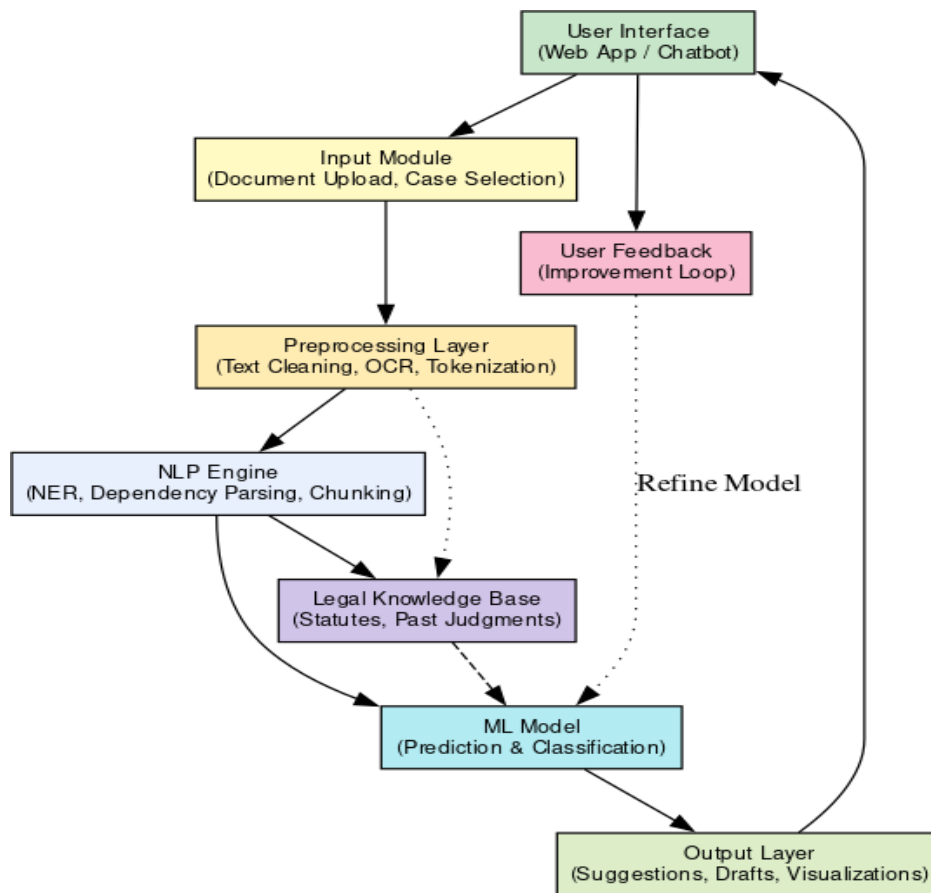 User Interface
(Web App / Chatbot)
Input Module
(Document Upload, Case Selection)
User Feedback
(Improvement Loop)
Preprocessing Layer
(Text Cleaning, OCR, Tokenization)
NLP Engine
(NER, Dependency Parsing, Chunking)
Refine Model
Legal Knowledge Base
(Statutes, Past Judgments)
ML Model
(Prediction & Classification)
Output Layer
(Suggestions, Drafts, Visualizations)